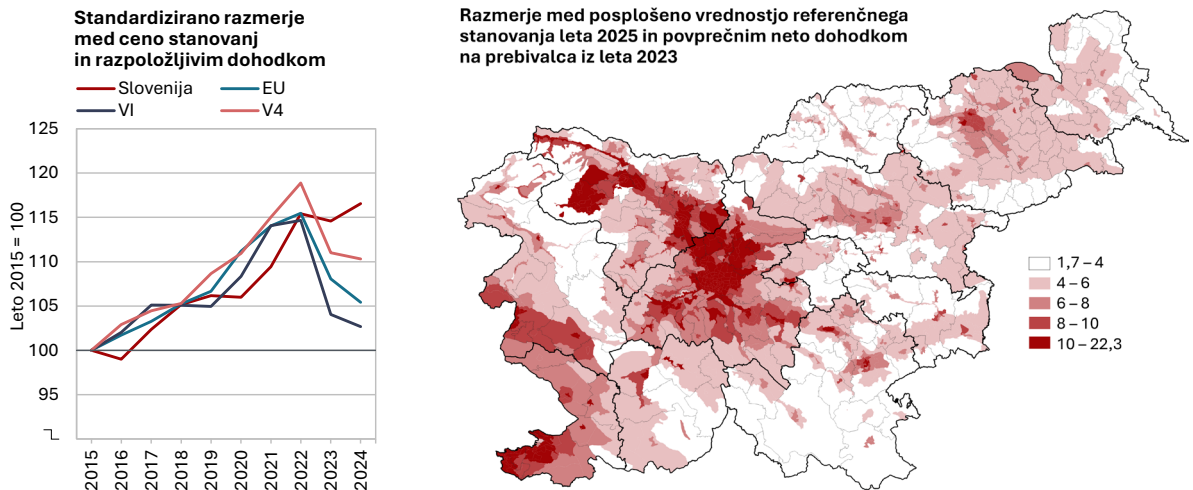 Standardizirano razmerje
med ceno stanovanj
in razpoložljivim dohodkom
Slovenija
EU
VI
V4
Leto 2015 = 100
125
120
115
110
105
100
95
2015
2016
2017
2018
2019
2020
2021
2022
2023
2024
Razmerje med posplošeno vrednostjo referenčnega
stanovanja leta 2025 in povprečnim neto dohodkom
na prebivalca iz leta 2023
1,7 – 4
4 – 6
6 – 8
8 – 10
10 – 22,3